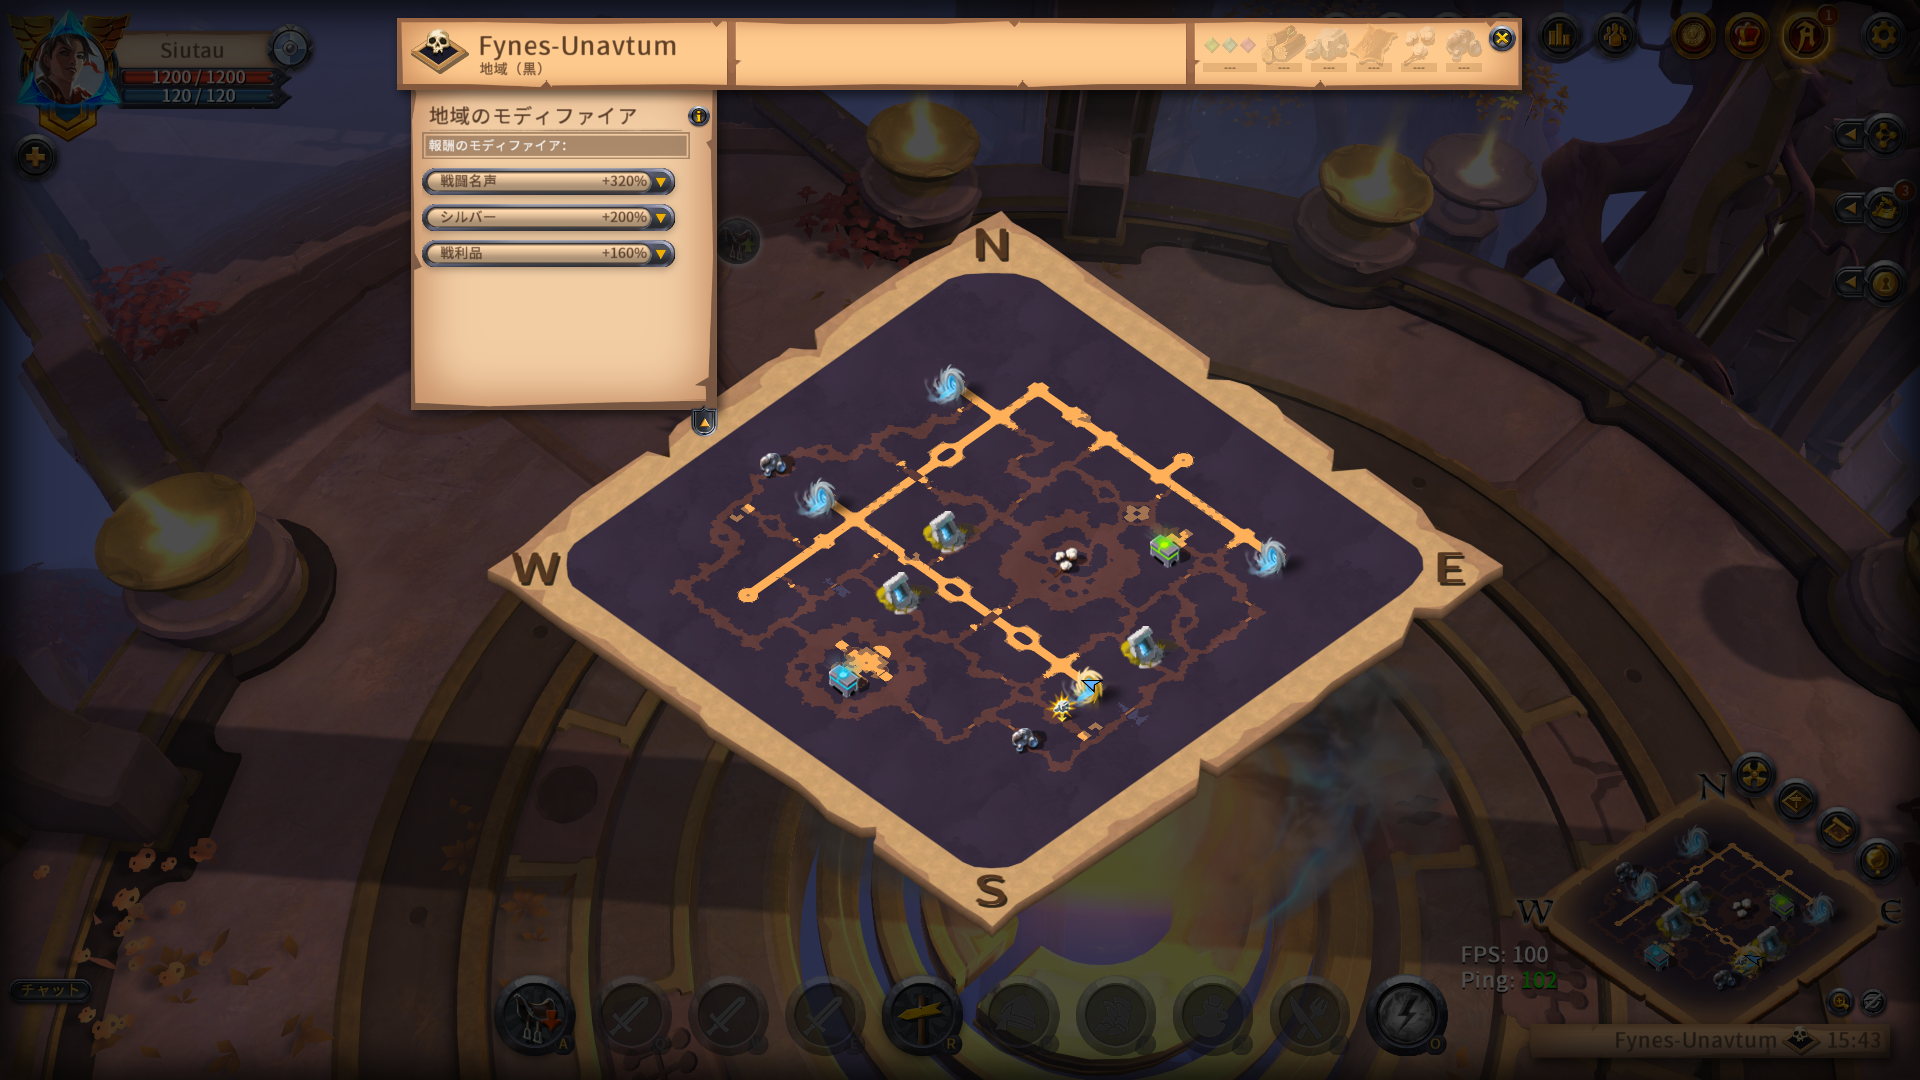 Siutau
1200 / 1200
120 / 120
Fynes-Unavtum
地域（黒）
---
---
---
---
---
---
1
地域のモディファイア
報酬のモディファイア:
戦闘名声 +320%
シルバー +200%
戦利品 +160%
3
N
W
E
S
N
W
E
FPS: 100
Ping: 102
チャット
A
R
O
Fynes-Unavtum 15:43